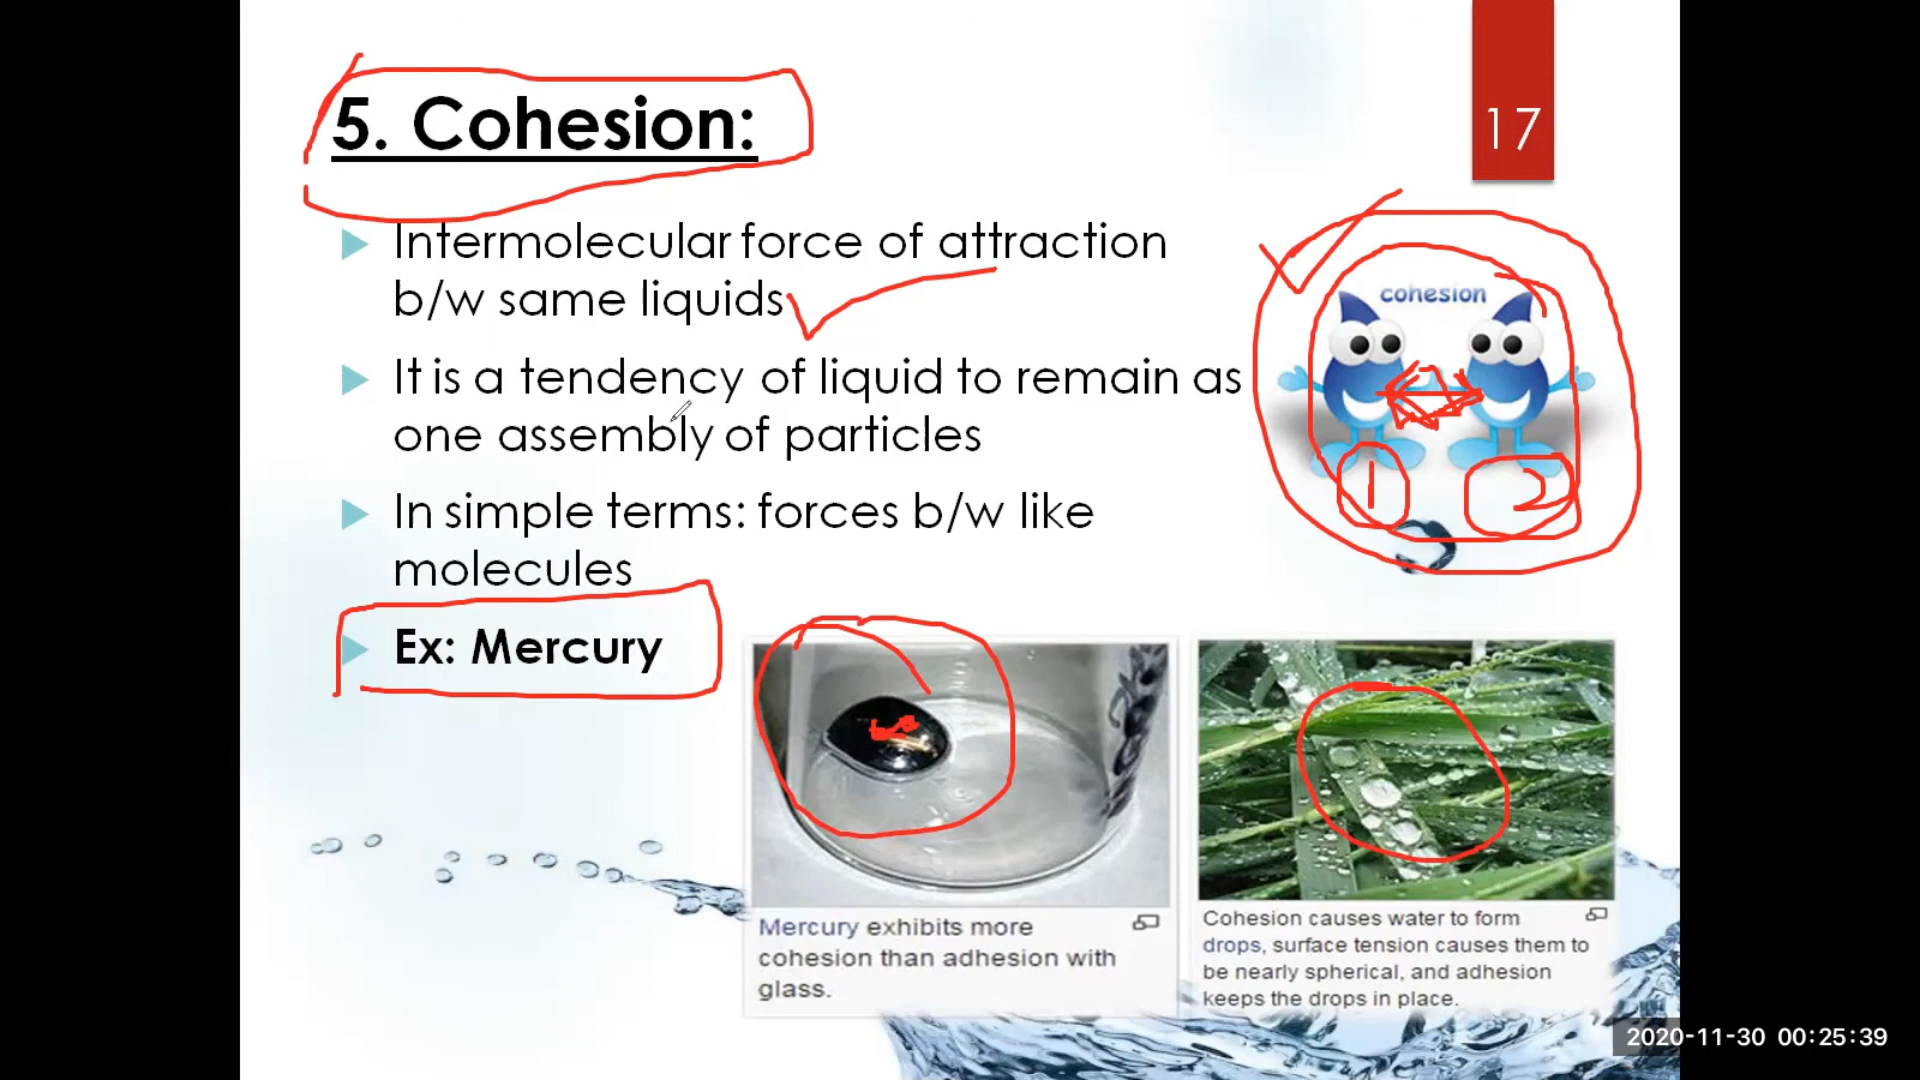 5. Cohesion:
17
Intermolecular force of attraction
b/w same liquids
cohesion
It is a tendency of liquid to remain as
one assembly of particles
1 2
In simple terms: forces b/w like
molecules
Ex: Mercury
Mercury exhibits more
cohesion than adhesion with
glass.
Cohesion causes water to form
drops, surface tension causes them to
be nearly spherical, and adhesion
keeps the drops in place.
2020-11-30 00:25:39